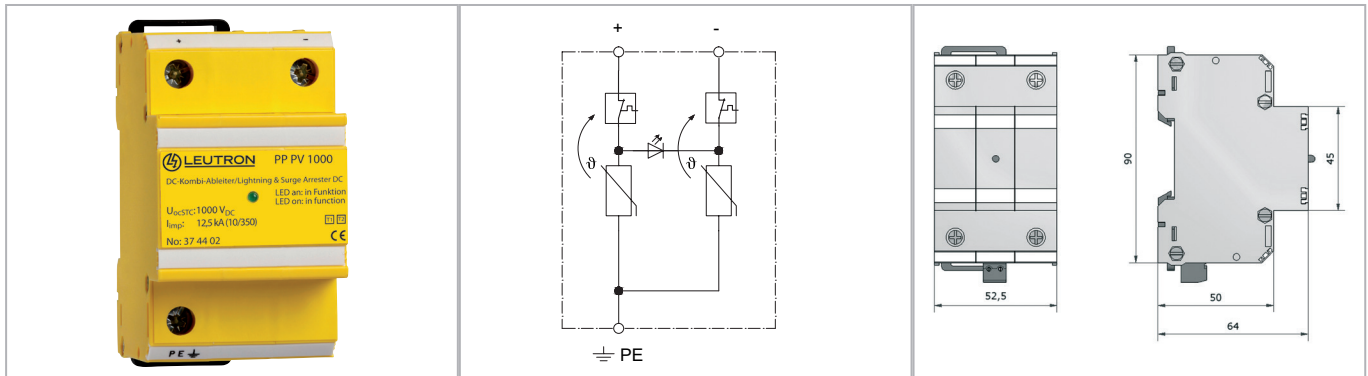 + -
LEUTRON PP PV 1000
DC-Kombi-Ableiter/Lightning & Surge Arrester DC
LED an: in Funktion
LED on: in function
UocSTC: 1000 VDC
Iimp: 12,5 kA (10/350)
T1 T2
No: 37 44 02
CE
PE
+ -
ϑ ϑ
PE
90
45
52,5
50
64